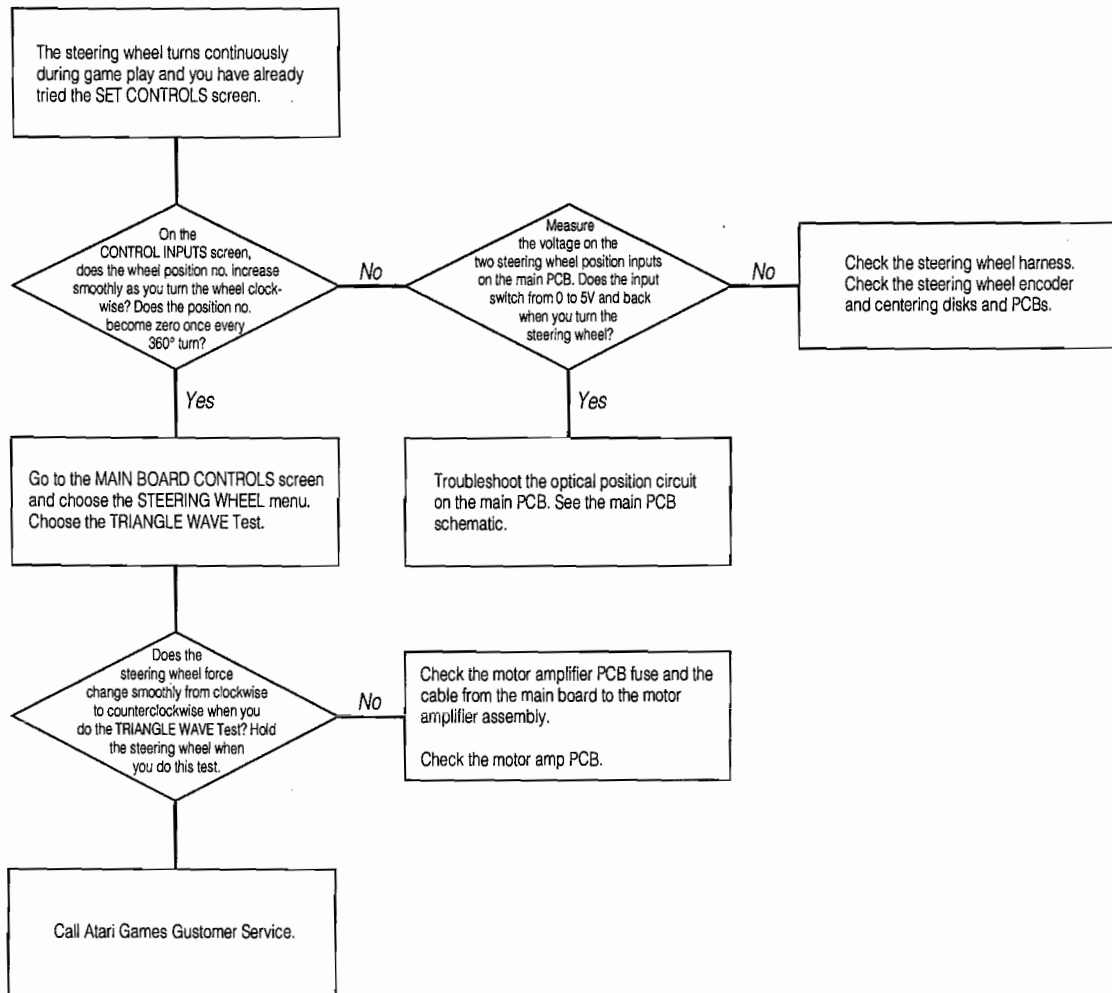 The steering wheel turns continuously
during game play and you have already
tried the SET CONTROLS screen.
On the
CONTROL INPUTS screen,
does the wheel position no. increase
smoothly as you turn the wheel clock-
wise? Does the position no.
become zero once every
360° turn?
No
Measure
the voltage on the
two steering wheel position inputs
on the main PCB. Does the input
switch from 0 to 5V and back
when you turn the
steering wheel?
No
Check the steering wheel harness.
Check the steering wheel encoder
and centering disks and PCBs.
Yes
Yes
Go to the MAIN BOARD CONTROLS screen
and choose the STEERING WHEEL menu.
Choose the TRIANGLE WAVE Test.
Troubleshoot the optical position circuit
on the main PCB. See the main PCB
schematic.
Does the
steering wheel force
change smoothly from clockwise
to counterclockwise when you
do the TRIANGLE WAVE Test? Hold
the steering wheel when
you do this test.
No
Check the motor amplifier PCB fuse and the
cable from the main board to the motor
amplifier assembly.
Check the motor amp PCB.
Call Atari Games Gustomer Service.